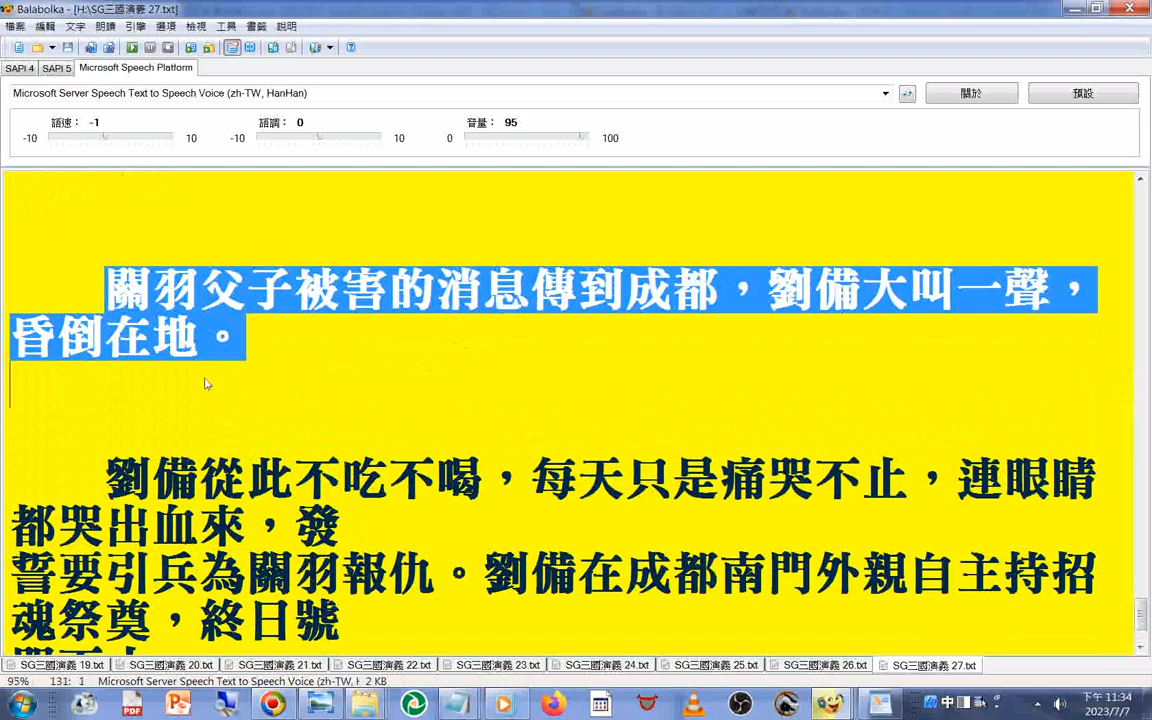 Balabolka - [H:\SG三國演義 27.txt]
檔案 編輯 文字 朗讀 引擎 選項 檢視 工具 書籤 說明
SAPI 4 SAPI 5 Microsoft Speech Platform
Microsoft Server Speech Text to Speech Voice (zh-TW, HanHan) 關於 預設
語速： -1 語調： 0 音量： 95
-10 10 -10 10 0 100
關羽父子被害的消息傳到成都，劉備大叫一聲，
昏倒在地。
劉備從此不吃不喝，每天只是痛哭不止，連眼睛
都哭出血來，發
誓要引兵為關羽報仇。劉備在成都南門外親自主持招
魂祭奠，終日號
SG三國演義 19.txt SG三國演義 20.txt SG三國演義 21.txt SG三國演義 22.txt SG三國演義 23.txt SG三國演義 24.txt SG三國演義 25.txt SG三國演義 26.txt SG三國演義 27.txt
95% 131: 1 Microsoft Server Speech Text to Speech Voice (zh-TW, H 2 KB
中 下午 11:34
2023/7/7